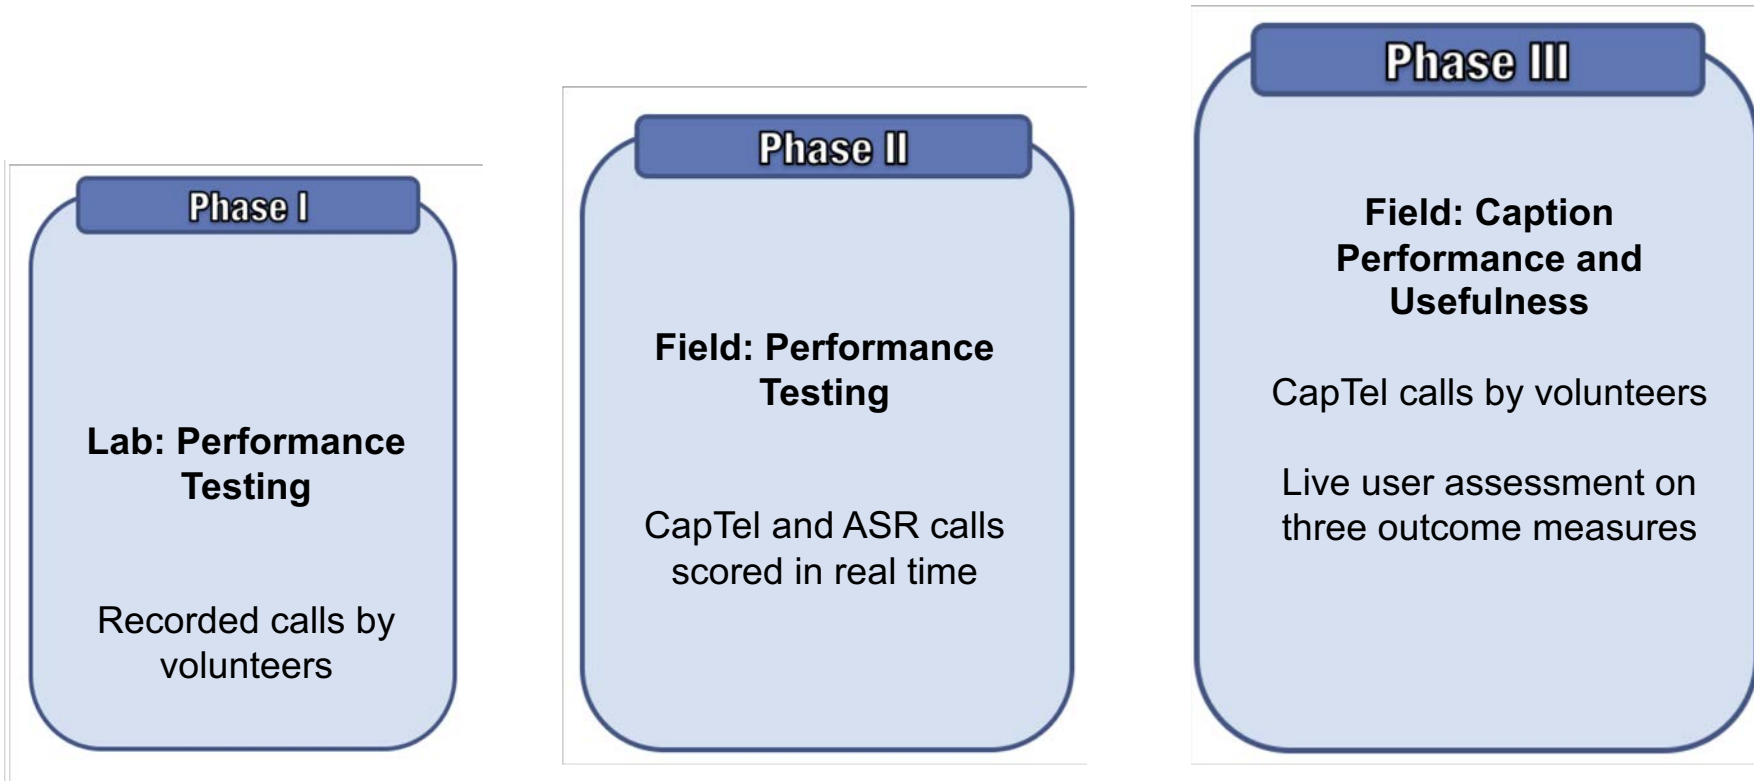 Phase I
Lab: Performance
Testing
Recorded calls by
volunteers
Phase II
Field: Performance
Testing
CapTel and ASR calls
scored in real time
Phase III
Field: Caption
Performance and
Usefulness
CapTel calls by volunteers
Live user assessment on
three outcome measures